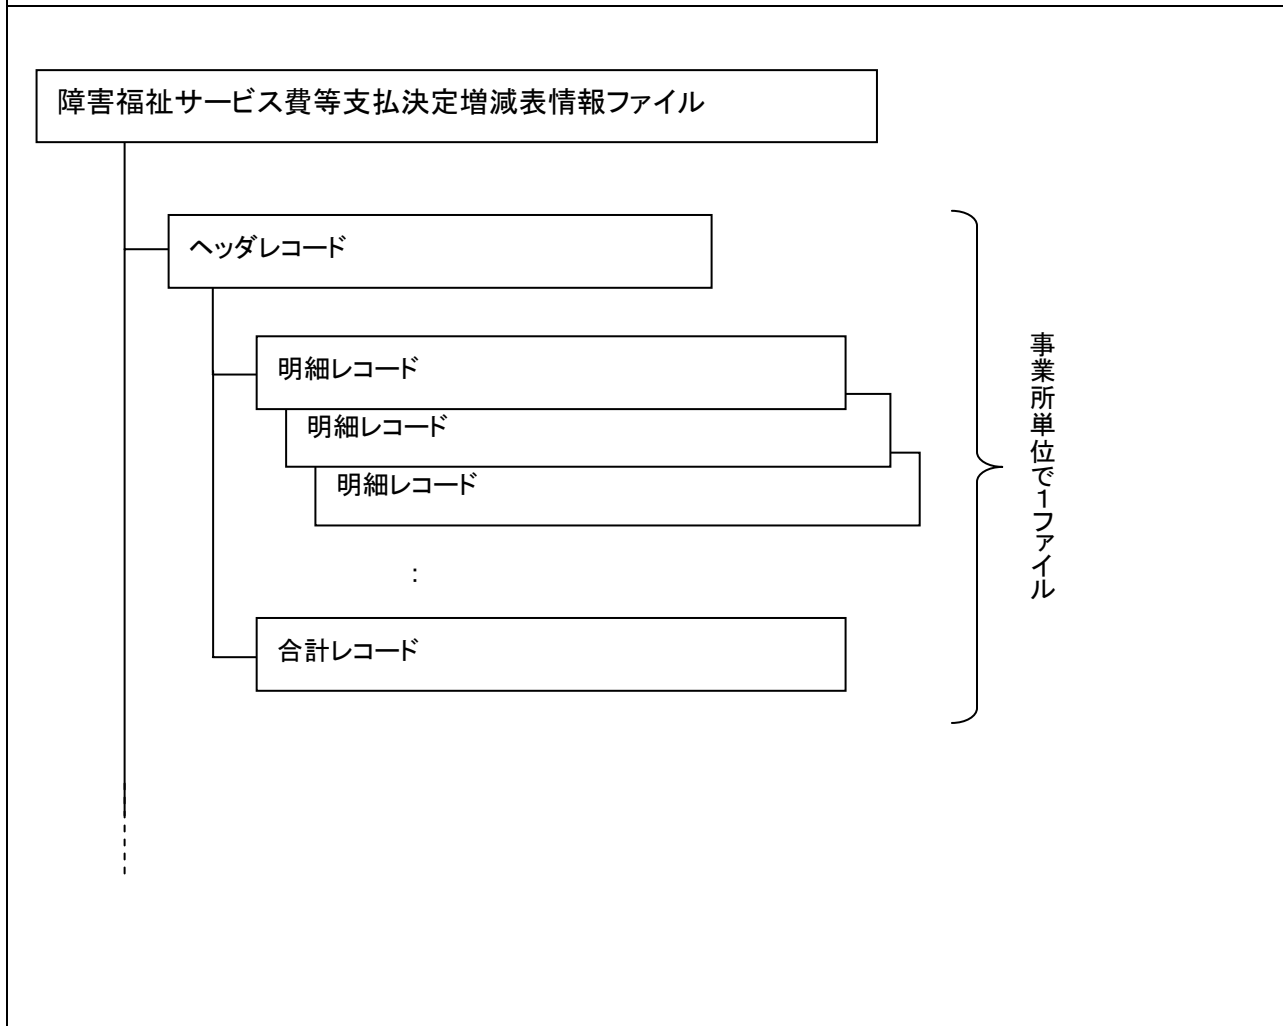 障害福祉サービス費等支払決定増減表情報ファイル
ヘッダレコード
明細レコード
明細レコード
明細レコード
:
合計レコード
事業所単位で1ファイル